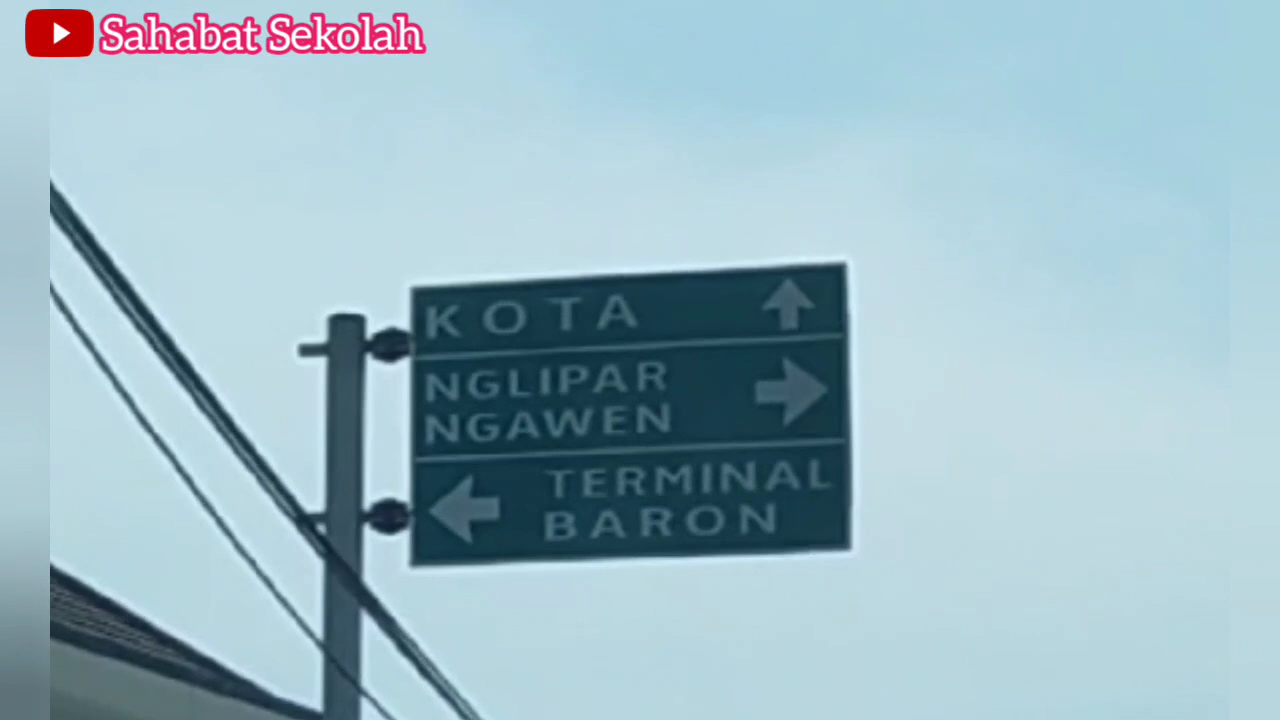 Sahabat Sekolah
KOTA
NGLIPAR
NGAWEN
TERMINAL
BARON